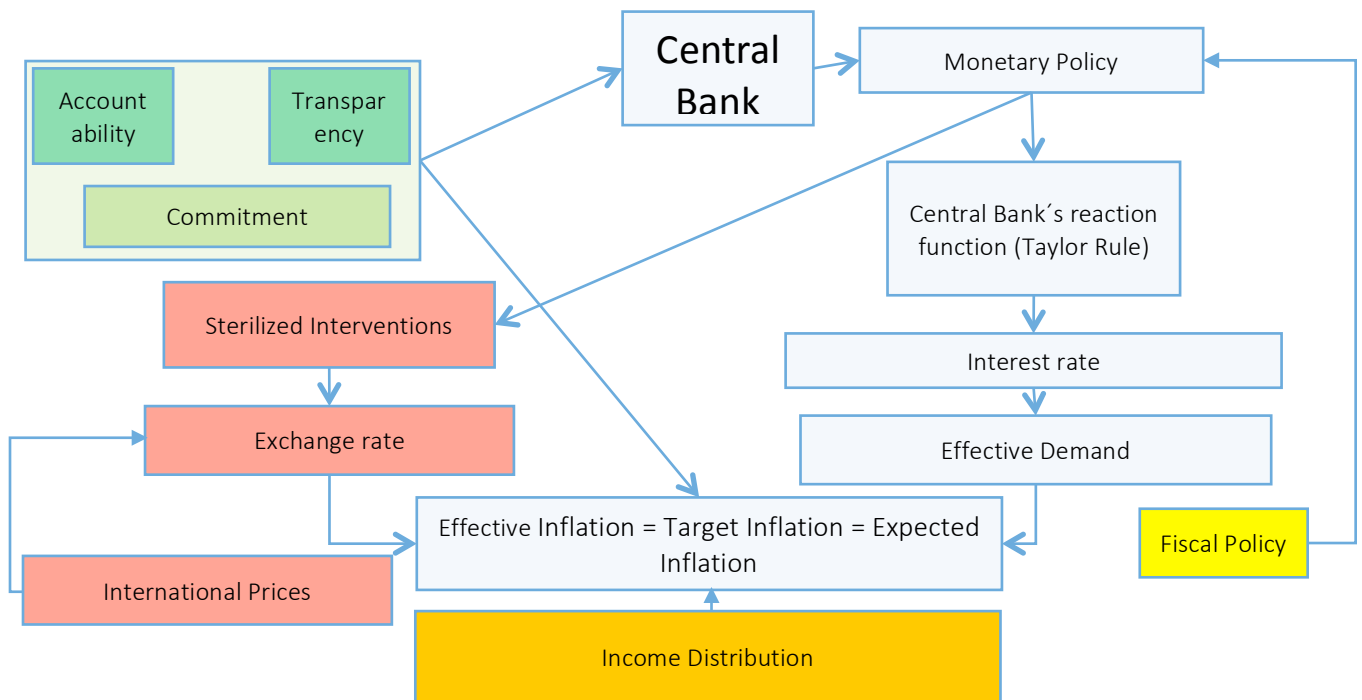 Central
Bank
Monetary Policy
Account
ability
Transpar
ency
Commitment
Central Bank´s reaction
function (Taylor Rule)
Sterilized Interventions
Interest rate
Exchange rate
Effective Demand
Effective Inflation = Target Inflation = Expected
Inflation
Fiscal Policy
International Prices
Income Distribution